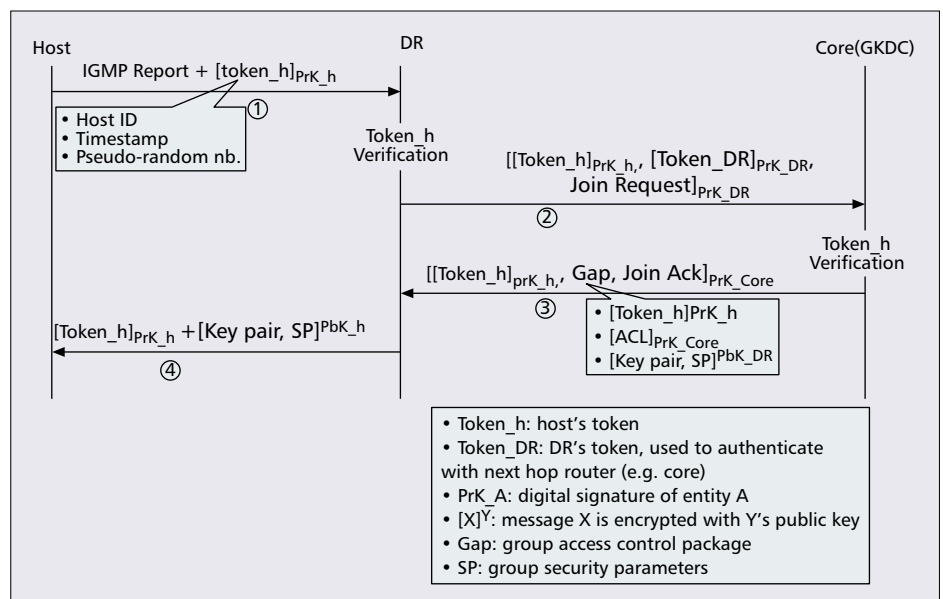 Host
DR
Core(GKDC)
IGMP Report + [token_h]PrK_h
①
• Host ID
• Timestamp
• Pseudo-random nb.
Token_h
Verification
[[Token_h]PrK_h,, [Token_DR]PrK_DR,
Join Request]PrK_DR
②
Token_h
Verification
[[Token_h]prK_h,, Gap, Join Ack]PrK_Core
③
• [Token_h]PrK_h
• [ACL]PrK_Core
• [Key pair, SP]PbK_DR
[Token_h]PrK_h +[Key pair, SP]PbK_h
④
• Token_h: host's token
• Token_DR: DR's token, used to authenticate
with next hop router (e.g. core)
• PrK_A: digital signature of entity A
• [X]Y: message X is encrypted with Y's public key
• Gap: group access control package
• SP: group security parameters